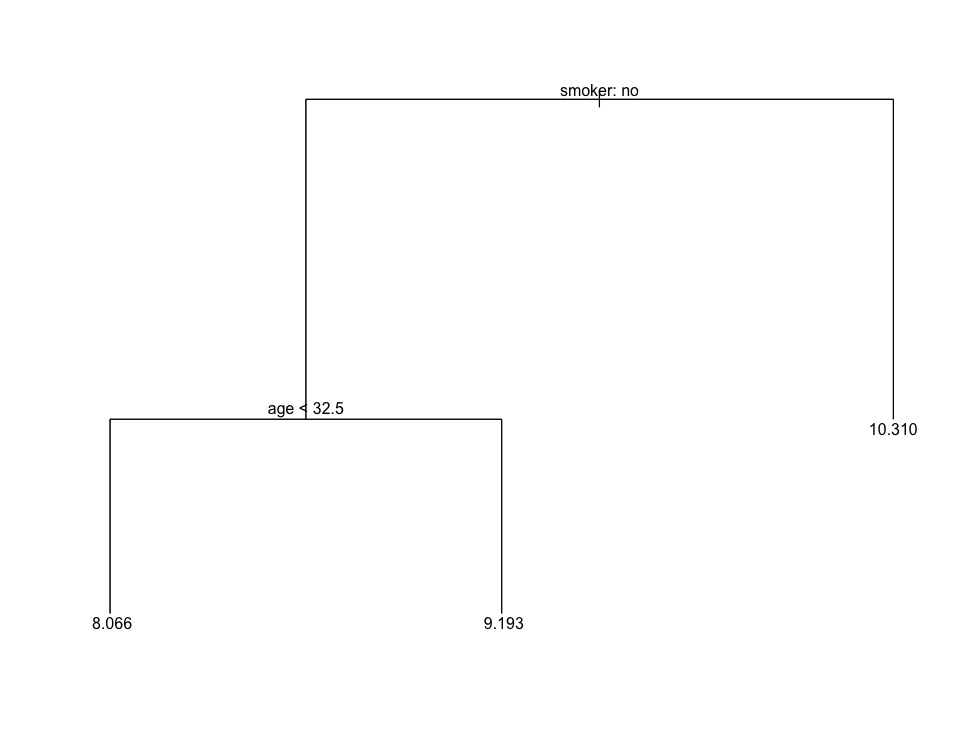 smoker: no
age < 32.5
10.310
8.066
9.193